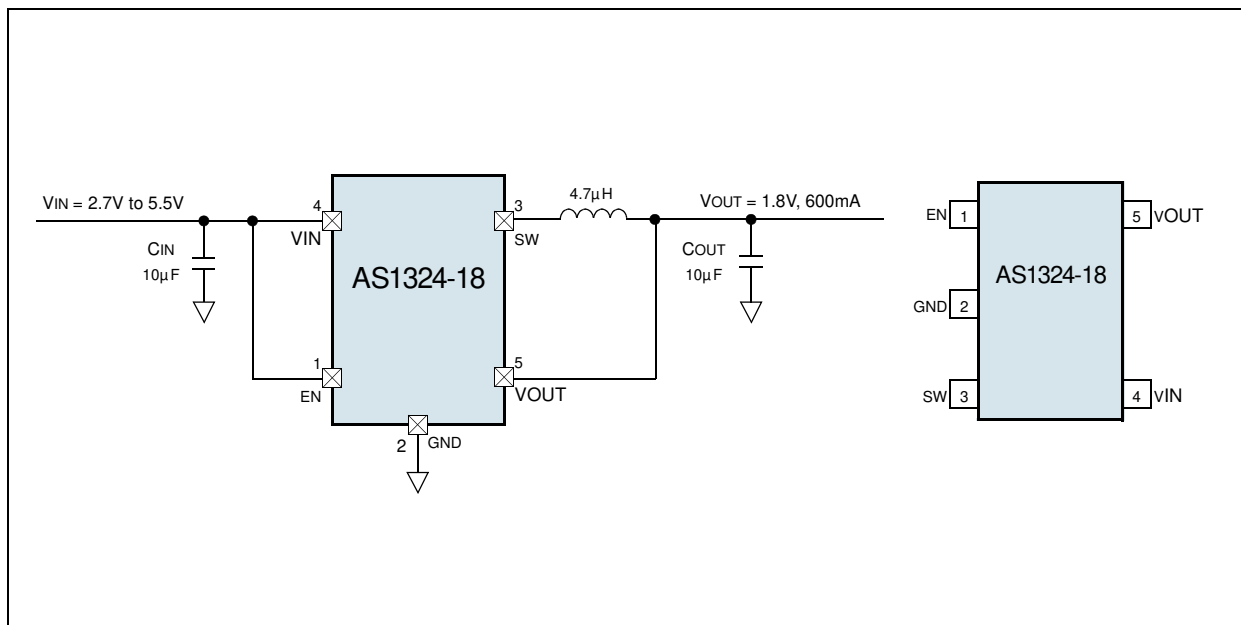 VIN = 2.7V to 5.5V
4
VIN
CIN
10µF
1
EN
AS1324-18
2
GND
3
SW
4.7µH
VOUT = 1.8V, 600mA
COUT
10µF
5
VOUT
EN 1
GND 2
SW 3
AS1324-18
5 VOUT
4 VIN